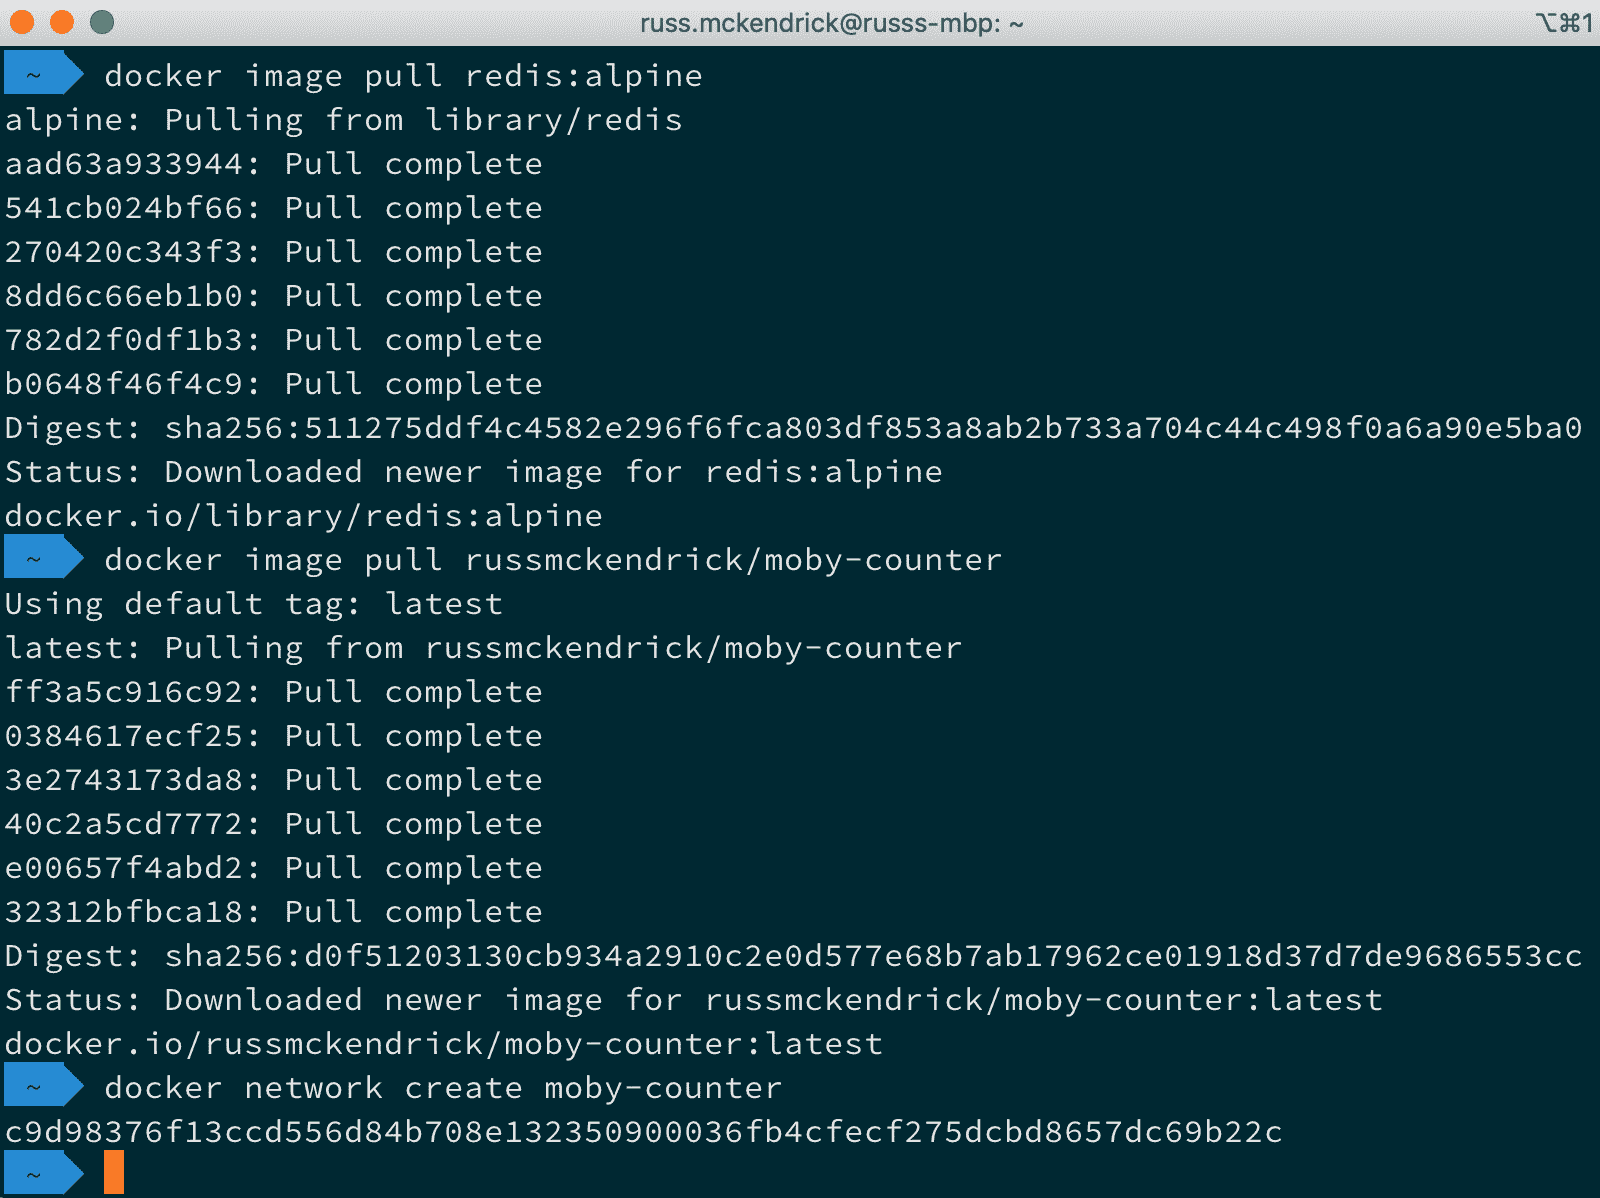 russ.mckendrick@russs-mbp: ~ ⌥⌘1
~ docker image pull redis:alpine
alpine: Pulling from library/redis
aad63a933944: Pull complete
541cb024bf66: Pull complete
270420c343f3: Pull complete
8dd6c66eb1b0: Pull complete
782d2f0df1b3: Pull complete
b0648f46f4c9: Pull complete
Digest: sha256:511275ddf4c4582e296f6fca803df853a8ab2b733a704c44c498f0a6a90e5ba0
Status: Downloaded newer image for redis:alpine
docker.io/library/redis:alpine
~ docker image pull russmckendrick/moby-counter
Using default tag: latest
latest: Pulling from russmckendrick/moby-counter
ff3a5c916c92: Pull complete
0384617ecf25: Pull complete
3e2743173da8: Pull complete
40c2a5cd7772: Pull complete
e00657f4abd2: Pull complete
32312bfbca18: Pull complete
Digest: sha256:d0f51203130cb934a2910c2e0d577e68b7ab17962ce01918d37d7de9686553cc
Status: Downloaded newer image for russmckendrick/moby-counter:latest
docker.io/russmckendrick/moby-counter:latest
~ docker network create moby-counter
c9d98376f13ccd556d84b708e132350900036fb4cfecf275dcbd8657dc69b22c
~